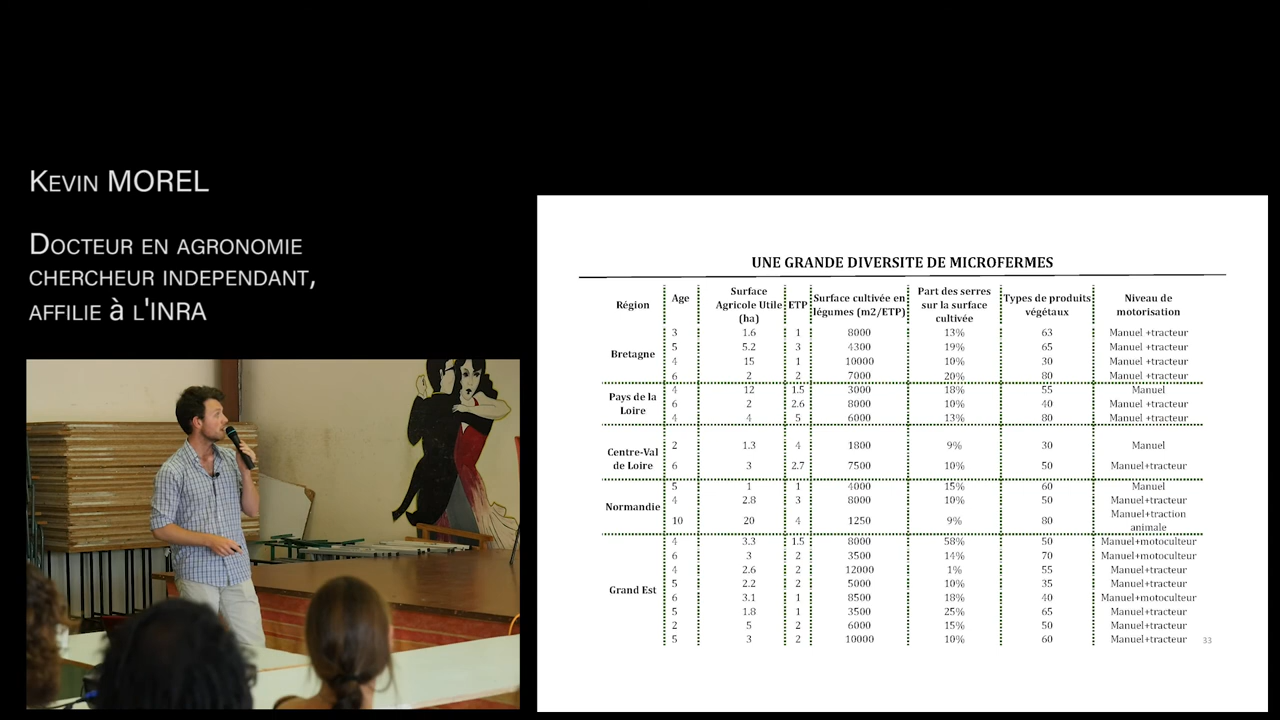 Kevin MOREL
Docteur en agronomie
chercheur independant,
affilie à l'INRA
UNE GRANDE DIVERSITE DE MICROFERMES
Région Age Surface Agricole Utile (ha) ETP Surface cultivée en légumes (m2/ETP) Part des serres sur la surface cultivée Types de produits végétaux Niveau de motorisation
Bretagne
3 1.6 1 8000 13% 63 Manuel +tracteur
5 5.2 3 4300 19% 65 Manuel +tracteur
4 15 1 10000 10% 30 Manuel +tracteur
6 2 2 7000 20% 80 Manuel +tracteur
Pays de la Loire
4 12 1.5 3000 18% 55 Manuel
6 2 2.6 8000 10% 40 Manuel +tracteur
4 4 5 6000 13% 80 Manuel +tracteur
Centre-Val de Loire
2 1.3 4 1800 9% 30 Manuel
6 3 2.7 7500 10% 50 Manuel+tracteur
Normandie
5 1 1 4000 15% 60 Manuel
4 2.8 3 8000 10% 50 Manuel+tracteur
10 20 4 1250 9% 80 Manuel+traction animale
Grand Est
4 3.3 1.5 8000 58% 50 Manuel+motoculteur
6 3 2 3500 14% 70 Manuel+motoculteur
4 2.6 2 12000 1% 55 Manuel+tracteur
5 2.2 2 5000 10% 35 Manuel+tracteur
6 3.1 1 8500 18% 40 Manuel+motoculteur
5 1.8 1 3500 25% 65 Manuel+tracteur
2 5 2 6000 15% 50 Manuel+tracteur
5 3 2 10000 10% 60 Manuel+tracteur
33